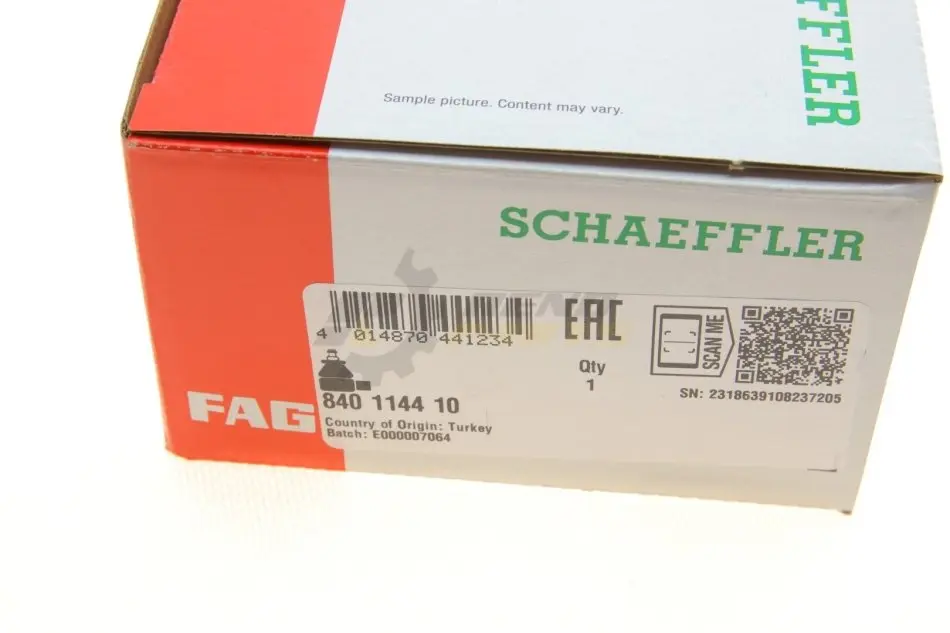 SCHAEFFLER
Sample picture. Content may vary.
SCHAEFFLER
4 014870 441234
EAC
SCAN ME
Qty
1
SN: 2318639108237205
840 1144 10
FAG
Country of Origin: Turkey
Batch: E000007064